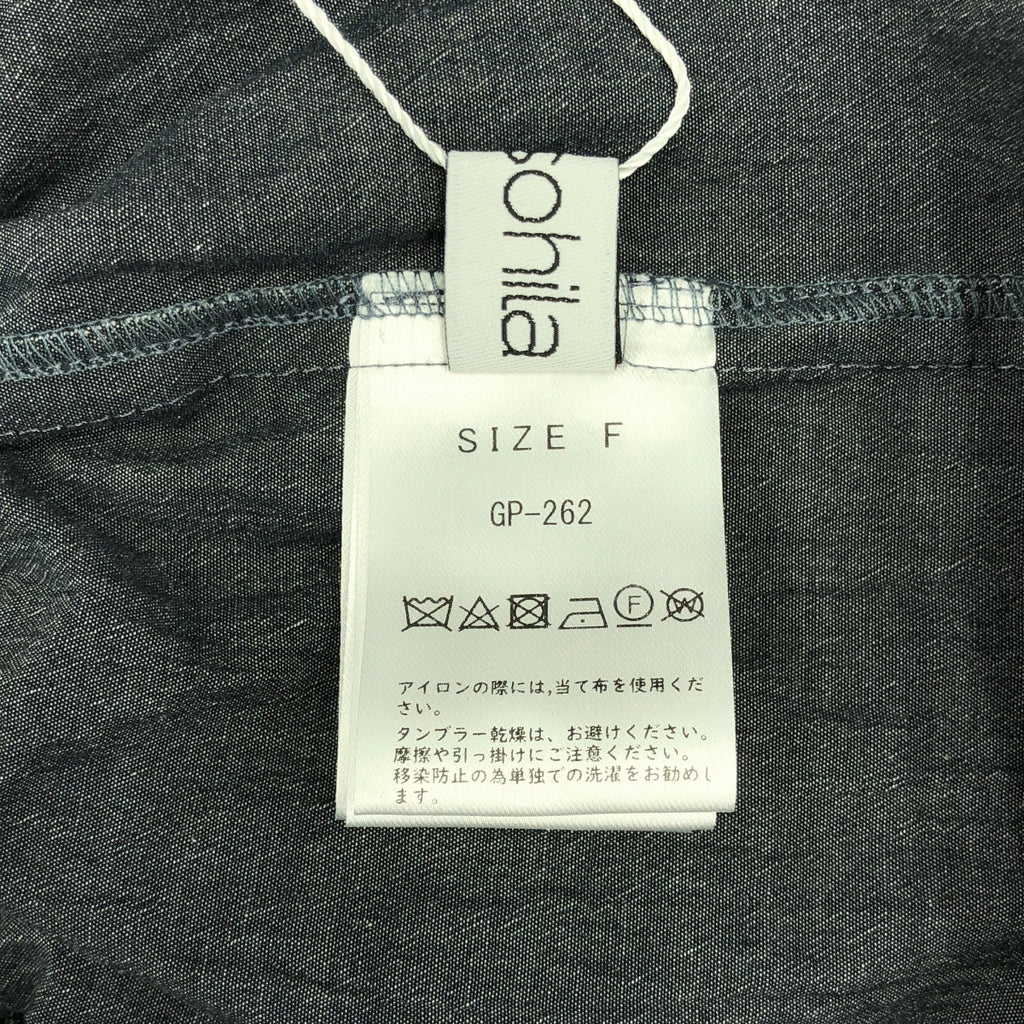 sohila
SIZE F
GP-262
F W
アイロンの際には,当て布を使用くだ
さい。
タンブラー乾燥は、お避けください。
摩擦や引っ掛けにご注意ください。
移染防止の為単独での洗濯をお勧めし
ます。